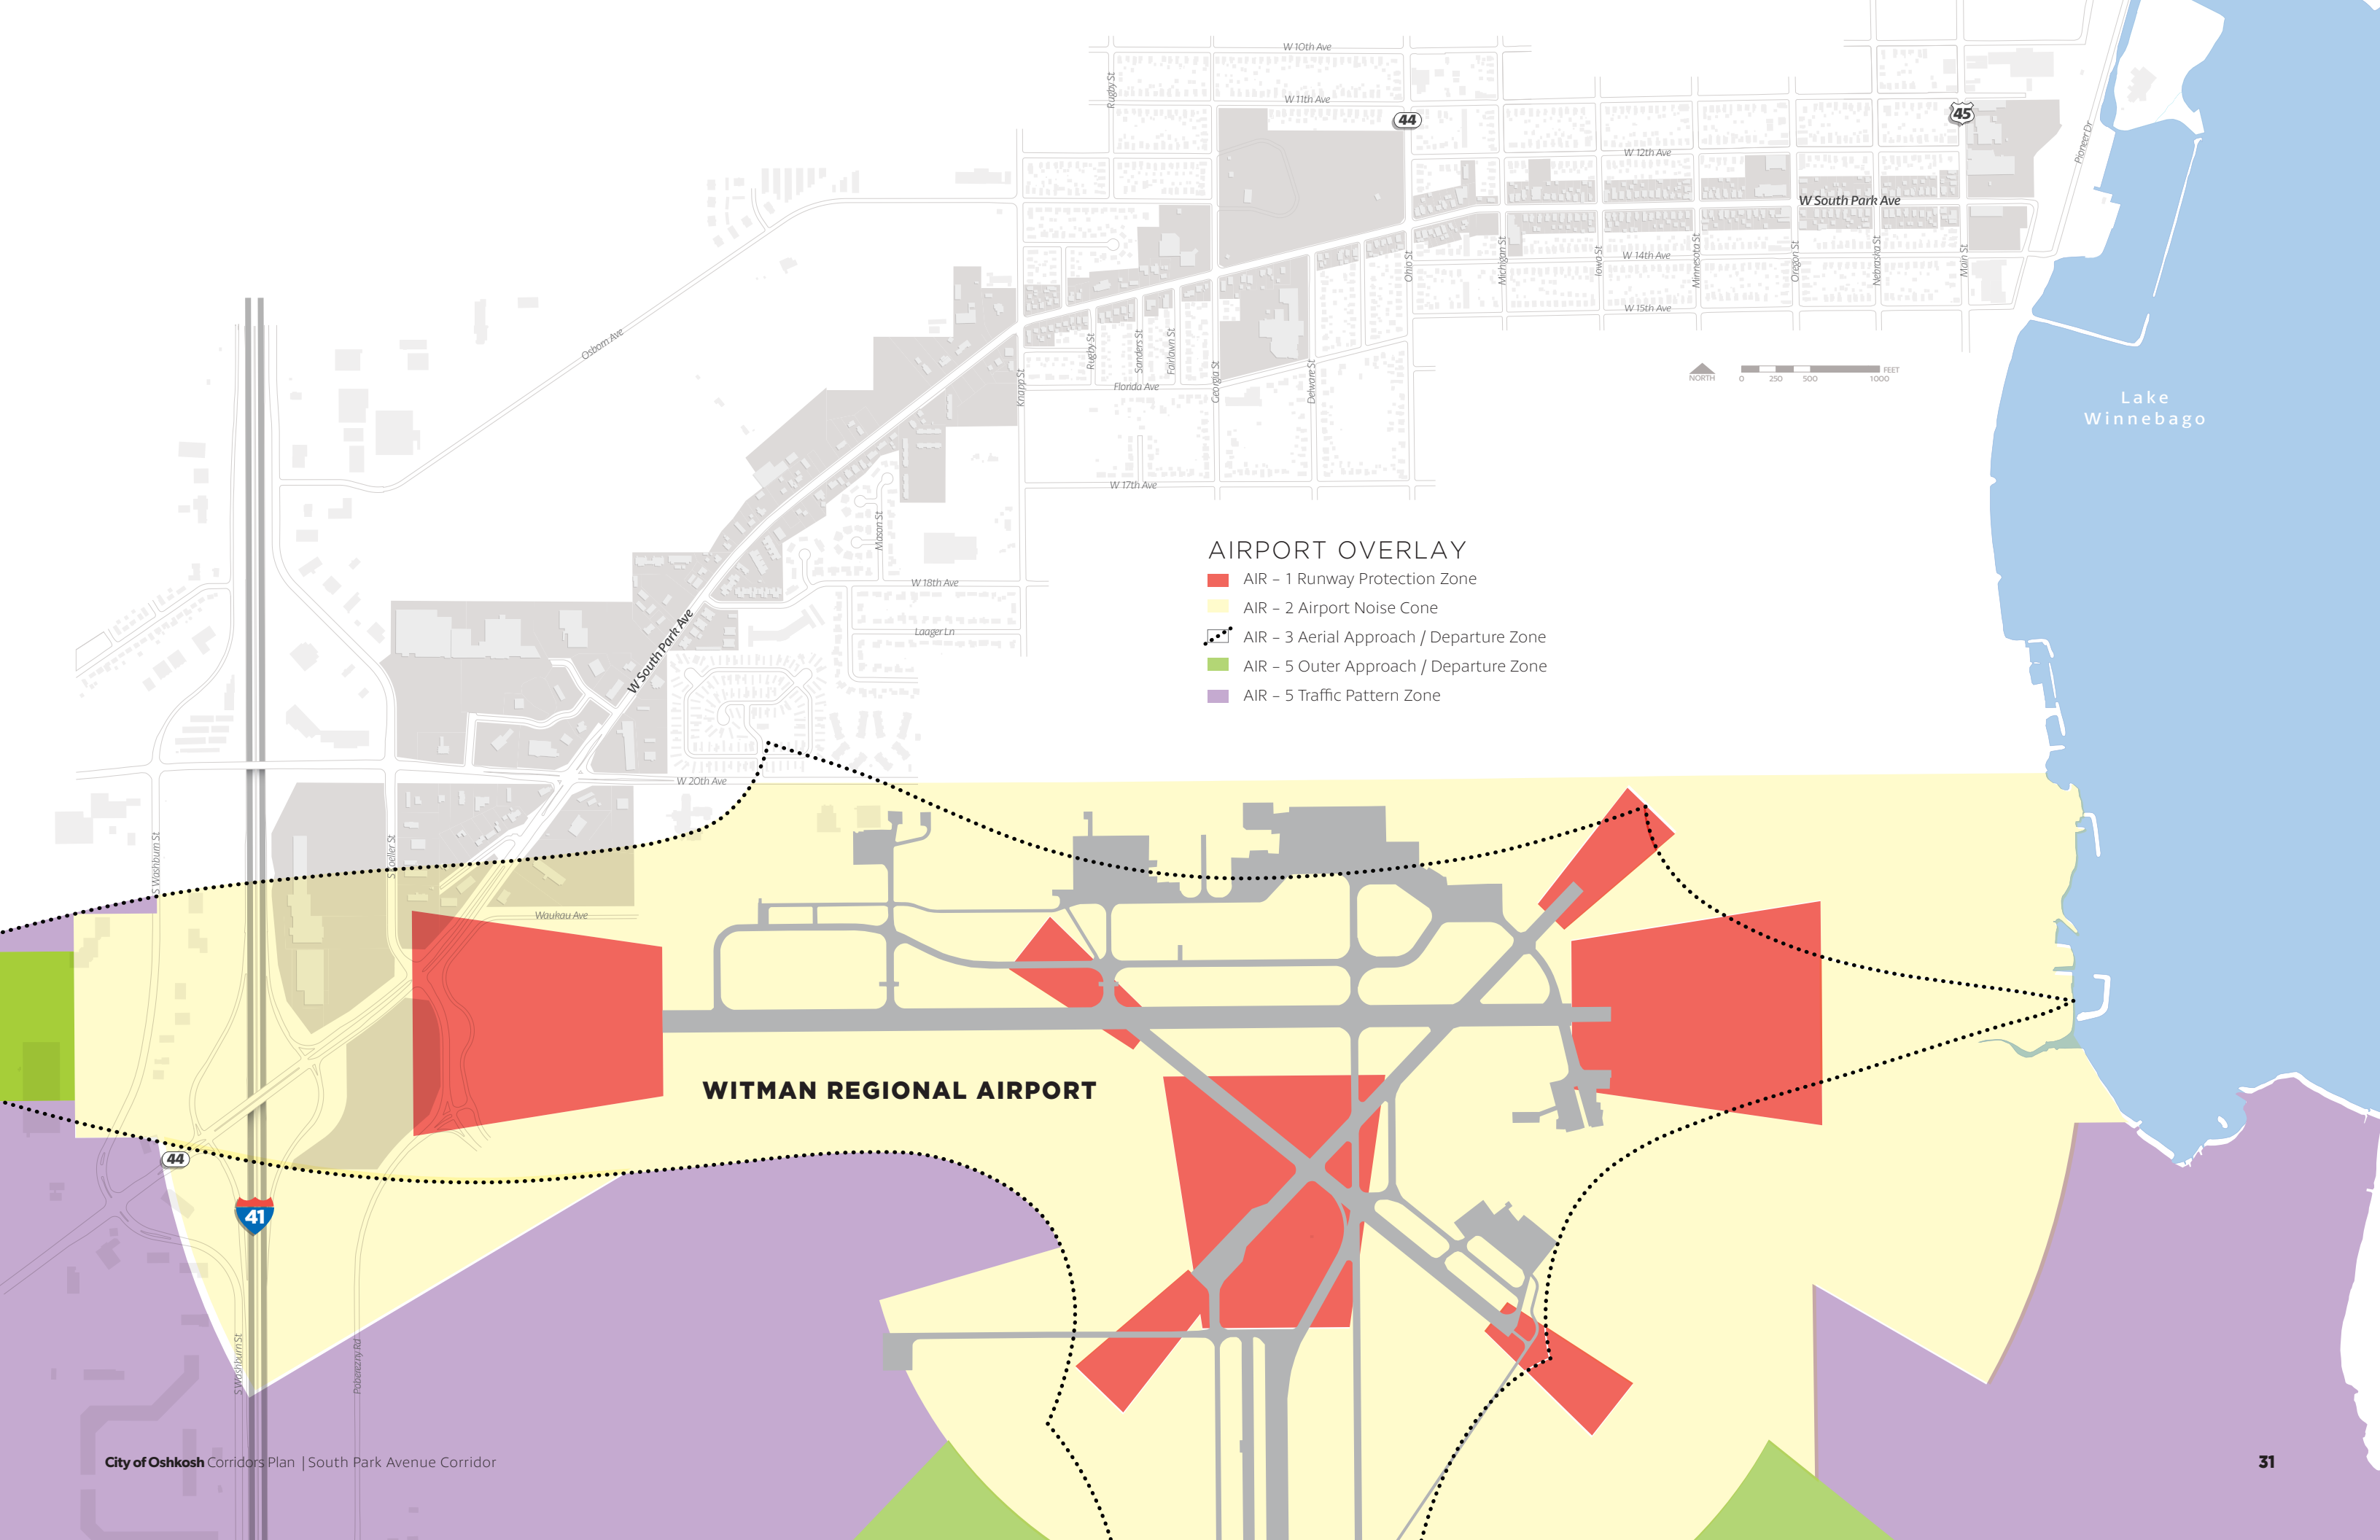 W 10th Ave
Rugby St
W 11th Ave
44
45
Pioneer Dr
W 12th Ave
W South Park Ave
Ohio St
Michigan St
Iowa St
W 14th Ave
Minnesota St
Oregon St
Nebraska St
Main St
W 15th Ave
Osborn Ave
Knapp St
Rugby St
Sanders St
Fairlawn St
Florida Ave
Georgia St
Delware St
NORTH
0 250 500 1000 FEET
Lake
Winnebago
W 17th Ave
Mason St
W 18th Ave
Laager Ln
W South Park Ave
AIRPORT OVERLAY
AIR – 1 Runway Protection Zone
AIR – 2 Airport Noise Cone
AIR – 3 Aerial Approach / Departure Zone
AIR – 5 Outer Approach / Departure Zone
AIR – 5 Traffic Pattern Zone
W 20th Ave
S Washburn St
S Koeller St
Waukau Ave
WITMAN REGIONAL AIRPORT
44
41
S Washburn St
Poberezny Rd
City of Oshkosh Corridors Plan | South Park Avenue Corridor
31